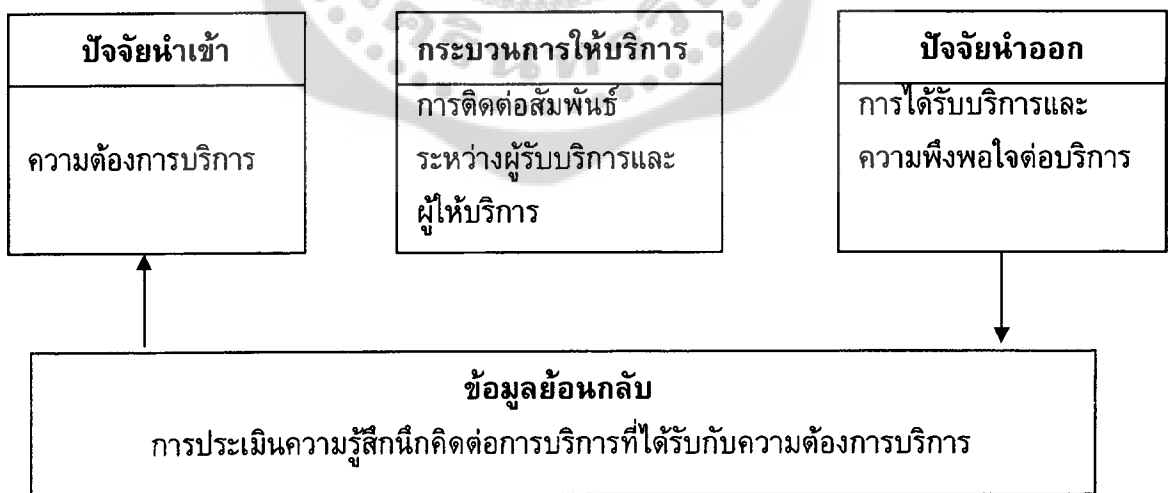 ปัจจัยนำเข้า
ความต้องการบริการ
กระบวนการให้บริการ
การติดต่อสัมพันธ์
ระหว่างผู้รับบริการและ
ผู้ให้บริการ
ปัจจัยนำออก
การได้รับบริการและ
ความพึงพอใจต่อบริการ
ข้อมูลย้อนกลับ
การประเมินความรู้สึกนึกคิดต่อการบริการที่ได้รับกับความต้องการบริการ